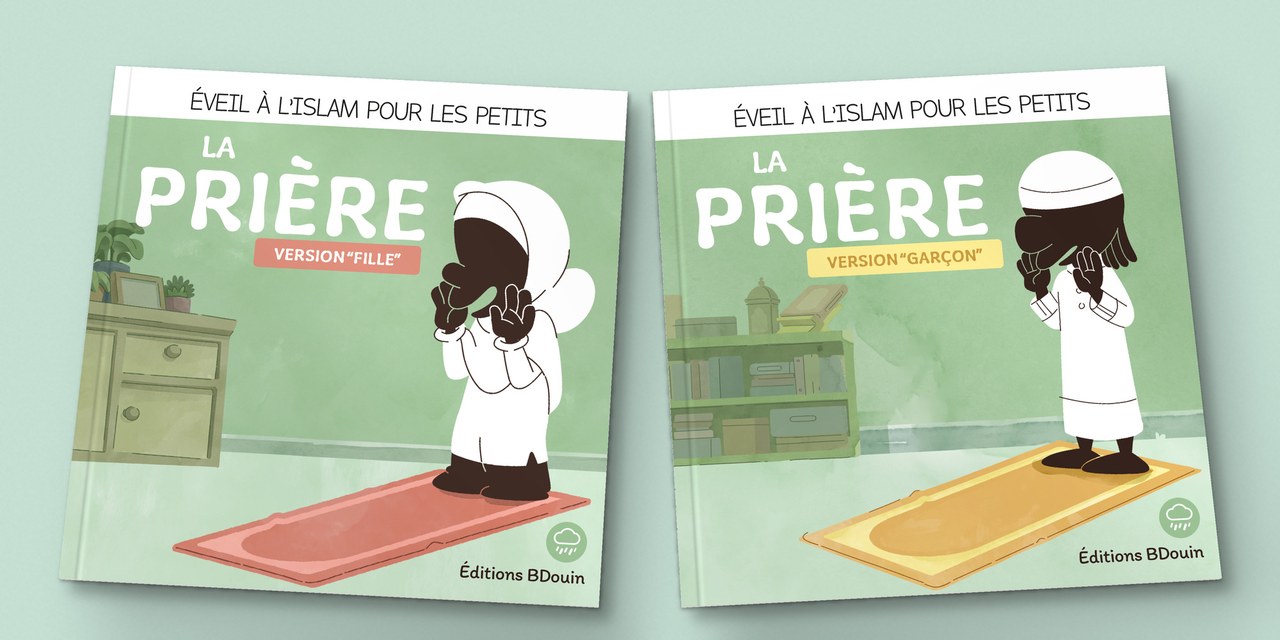 ÉVEIL À L'ISLAM POUR LES PETITS
LA
PRIÈRE
VERSION "FILLE"
Éditions BDouin
ÉVEIL À L'ISLAM POUR LES PETITS
LA
PRIÈRE
VERSION "GARÇON"
Éditions BDouin